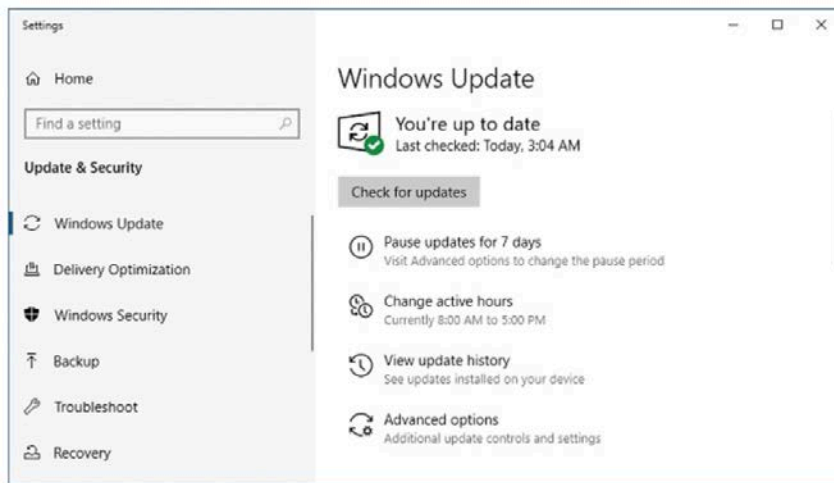 Settings
Home
Find a setting
Update & Security
Windows Update
Delivery Optimization
Windows Security
Backup
Troubleshoot
Recovery
Windows Update
You're up to date
Last checked: Today, 3:04 AM
Check for updates
Pause updates for 7 days
Visit Advanced options to change the pause period
Change active hours
Currently 8:00 AM to 5:00 PM
View update history
See updates installed on your device
Advanced options
Additional update controls and settings